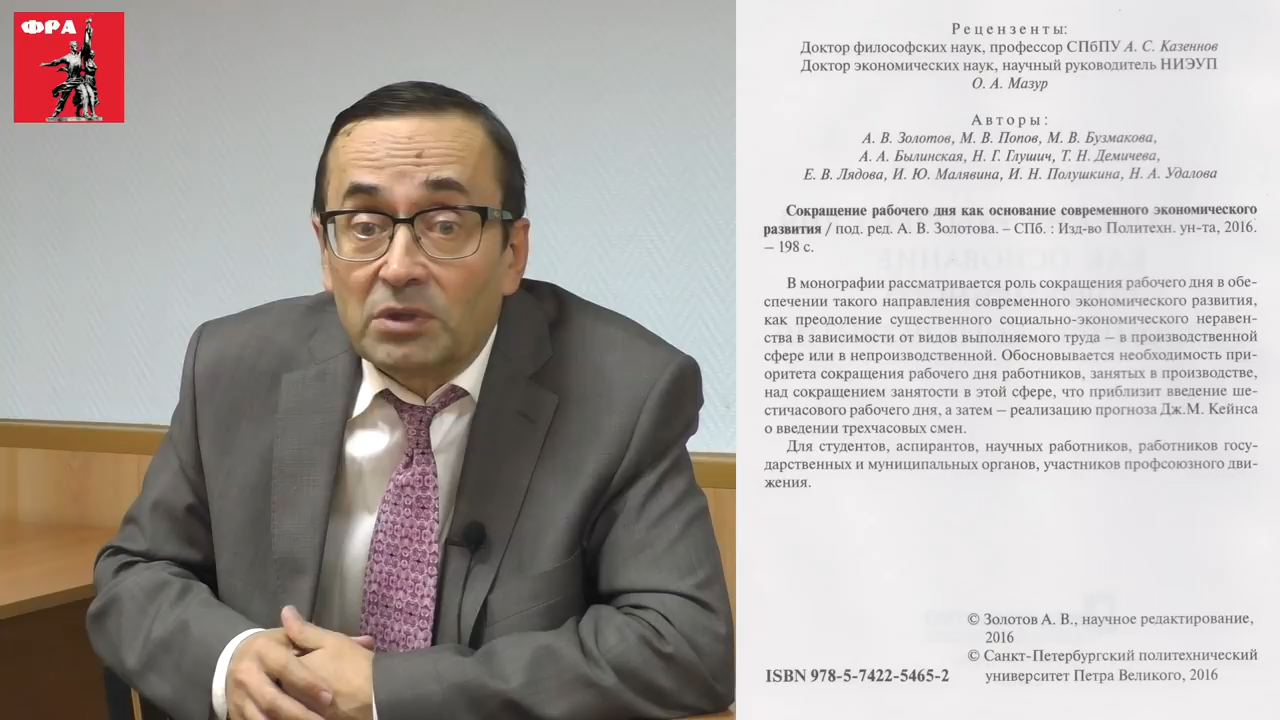 ФРА
Рецензенты:
Доктор философских наук, профессор СПбПУ А. С. Казеннов
Доктор экономических наук, научный руководитель НИЭУП
О. А. Мазур
Авторы:
А. В. Золотов, М. В. Попов, М. В. Бузмакова,
А. А. Былинская, Н. Г. Глушич, Т. Н. Демичева,
Е. В. Лядова, И. Ю. Малявина, И. Н. Полушкина, Н. А. Удалова
Сокращение рабочего дня как основание современного экономического
развития / под. ред. А. В. Золотова. – СПб. : Изд-во Политехн. ун-та, 2016.
– 198 с.
В монографии рассматривается роль сокращения рабочего дня в обе-
спечении такого направления современного экономического развития,
как преодоление существенного социально-экономического неравен-
ства в зависимости от видов выполняемого труда – в производственной
сфере или в непроизводственной. Обосновывается необходимость при-
оритета сокращения рабочего дня работников, занятых в производстве,
над сокращением занятости в этой сфере, что приблизит введение ше-
стичасового рабочего дня, а затем – реализацию прогноза Дж.М. Кейнса
о введении трехчасовых смен.
Для студентов, аспирантов, научных работников, работников госу-
дарственных и муниципальных органов, участников профсоюзного дви-
жения.
© Золотов А. В., научное редактирование,
2016
© Санкт-Петербургский политехнический
университет Петра Великого, 2016
ISBN 978-5-7422-5465-2